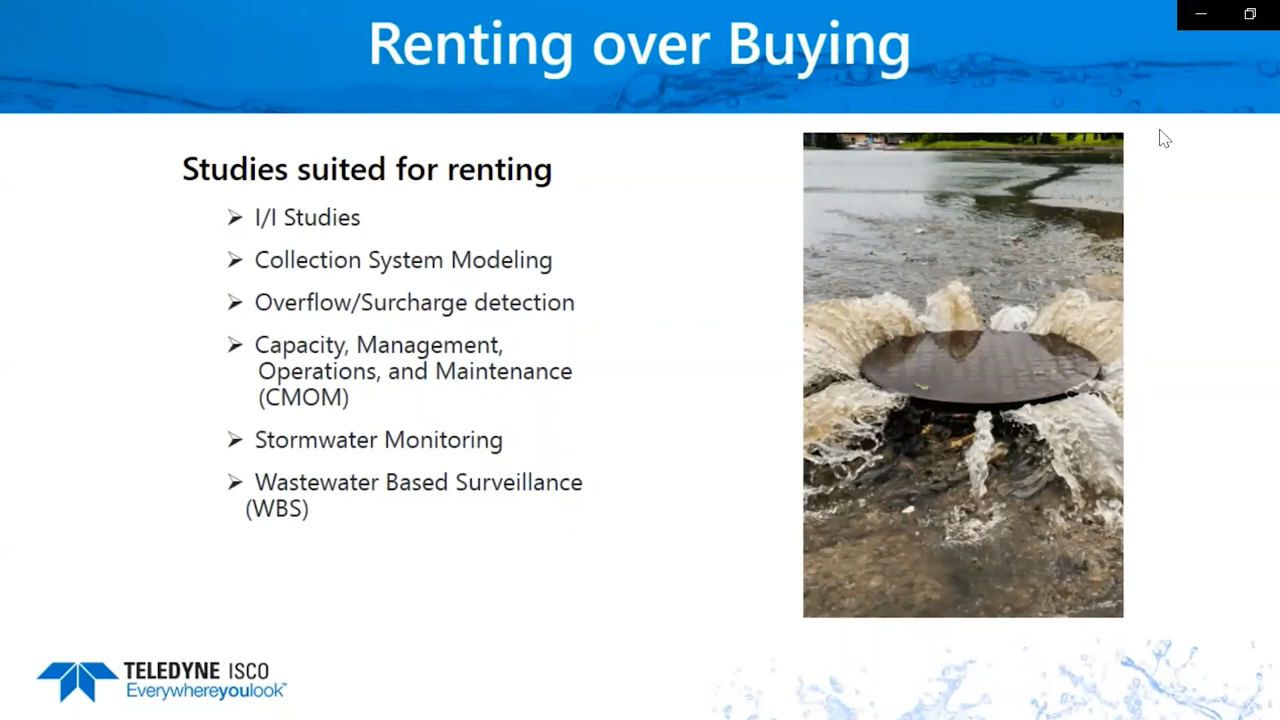 Renting over Buying
Studies suited for renting
➢ I/I Studies
➢ Collection System Modeling
➢ Overflow/Surcharge detection
➢ Capacity, Management,
Operations, and Maintenance
(CMOM)
➢ Stormwater Monitoring
➢ Wastewater Based Surveillance
(WBS)
TELEDYNE ISCO
Everywhereyoulook™